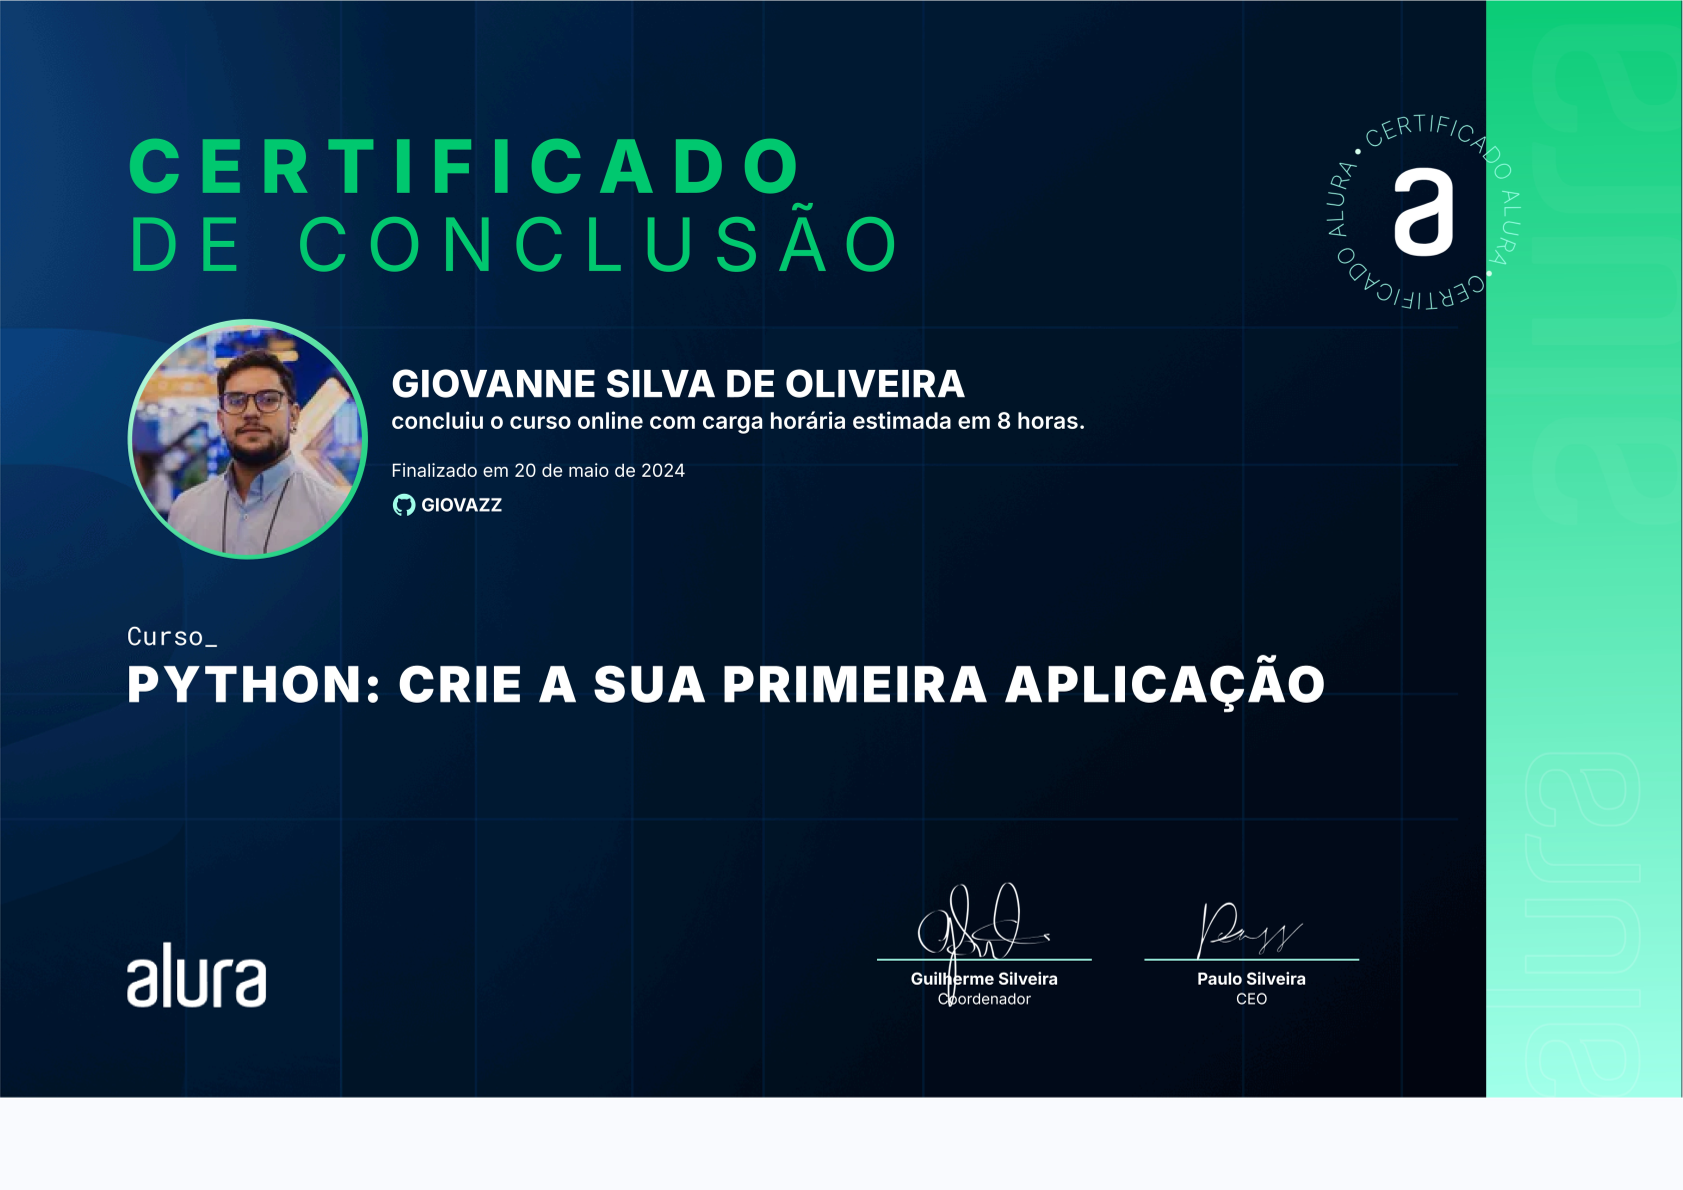 CERTIFICADO
DE CONCLUSÃO
CERTIFICADO ALURA • CERTIFICADO ALURA •
a
GIOVANNE SILVA DE OLIVEIRA
concluiu o curso online com carga horária estimada em 8 horas.
Finalizado em 20 de maio de 2024
GIOVAZZ
Curso_
PYTHON: CRIE A SUA PRIMEIRA APLICAÇÃO
alura
Guilherme Silveira
Coordenador
Paulo Silveira
CEO
alura
alura